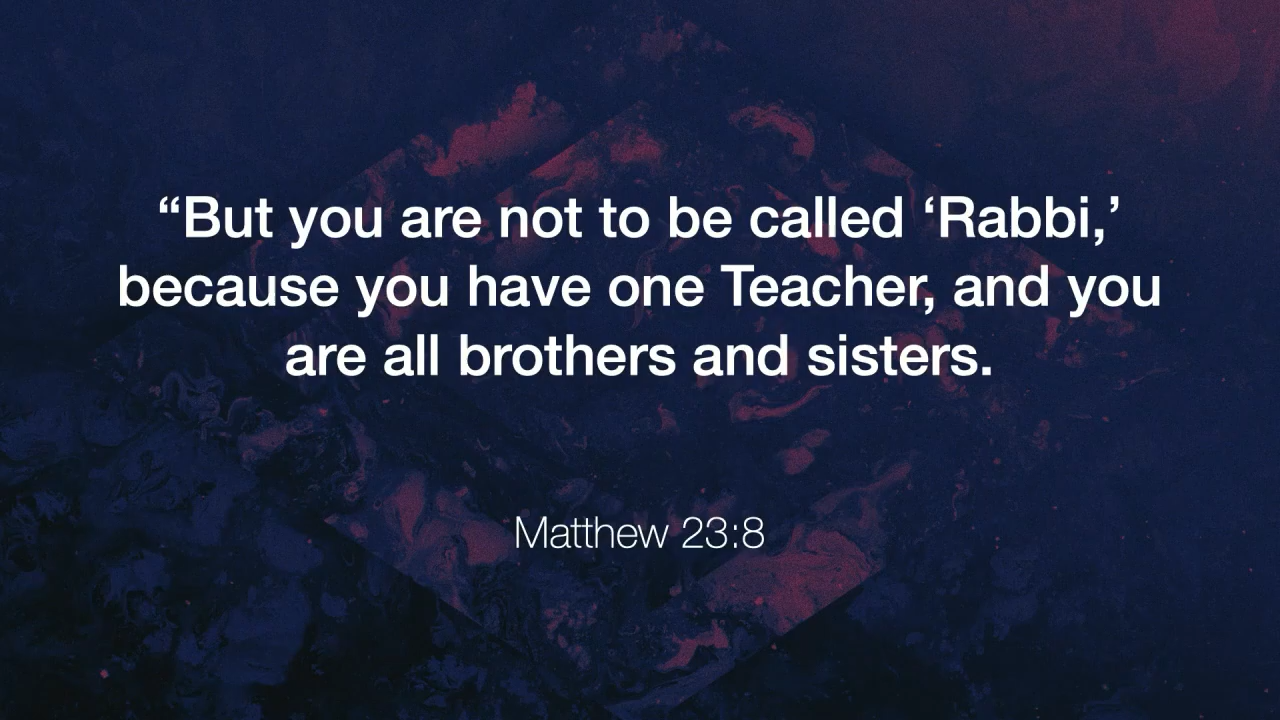 “But you are not to be called ‘Rabbi,’
because you have one Teacher, and you
are all brothers and sisters.
Matthew 23:8